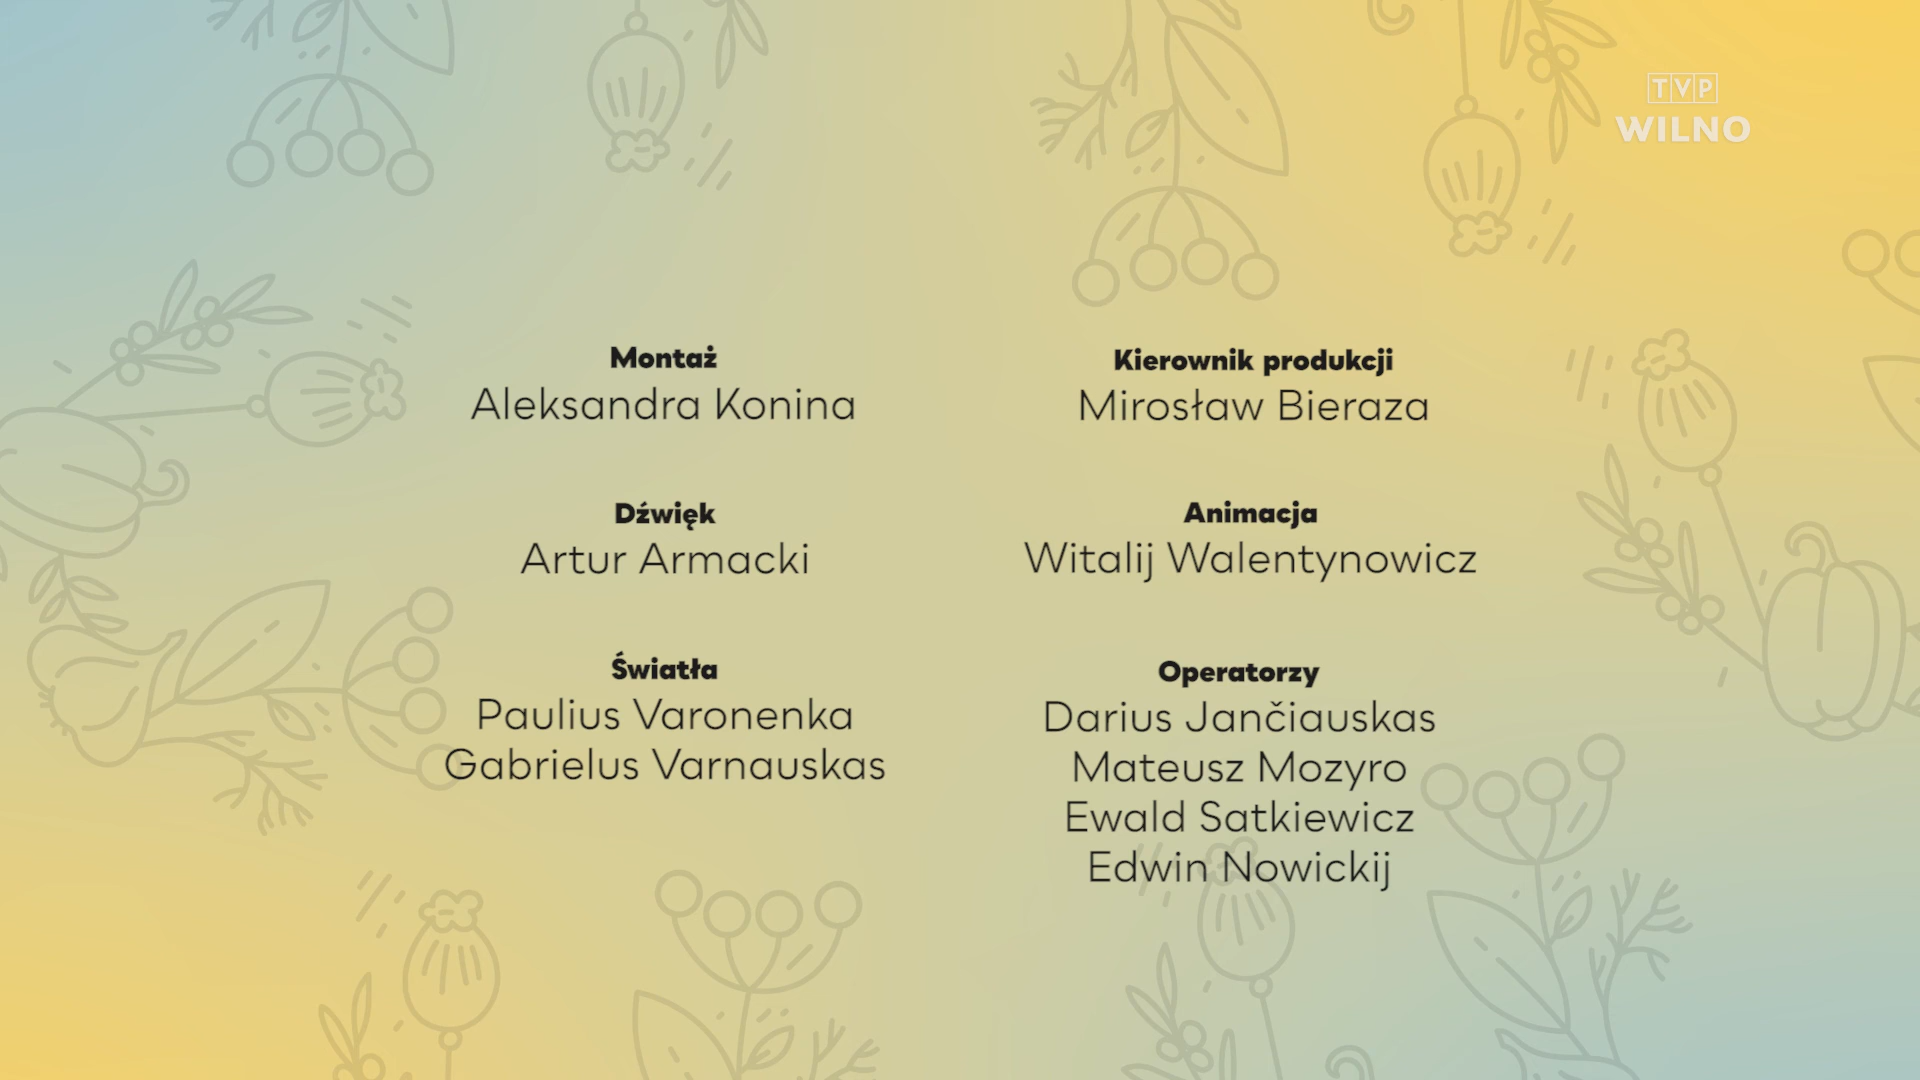 TVP
WILNO
Montaż
Aleksandra Konina
Dźwięk
Artur Armacki
Światła
Paulius Varonenka
Gabrielus Varnauskas
Kierownik produkcji
Mirosław Bieraza
Animacja
Witalij Walentynowicz
Operatorzy
Darius Jančiauskas
Mateusz Mozyro
Ewald Satkiewicz
Edwin Nowickij